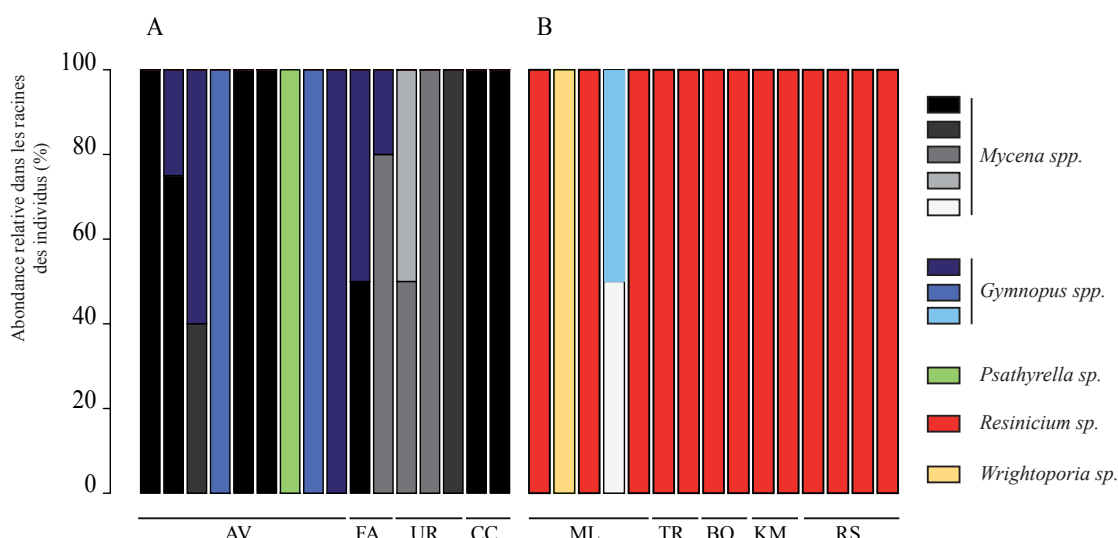 A
B
Abondance relative dans les racines
des individus (%)
100
80
60
40
20
0
AV
FA
UR
CC
ML
TR
BO
KM
RS
Mycena spp.
Gymnopus spp.
Psathyrella sp.
Resinicium sp.
Wrightoporia sp.